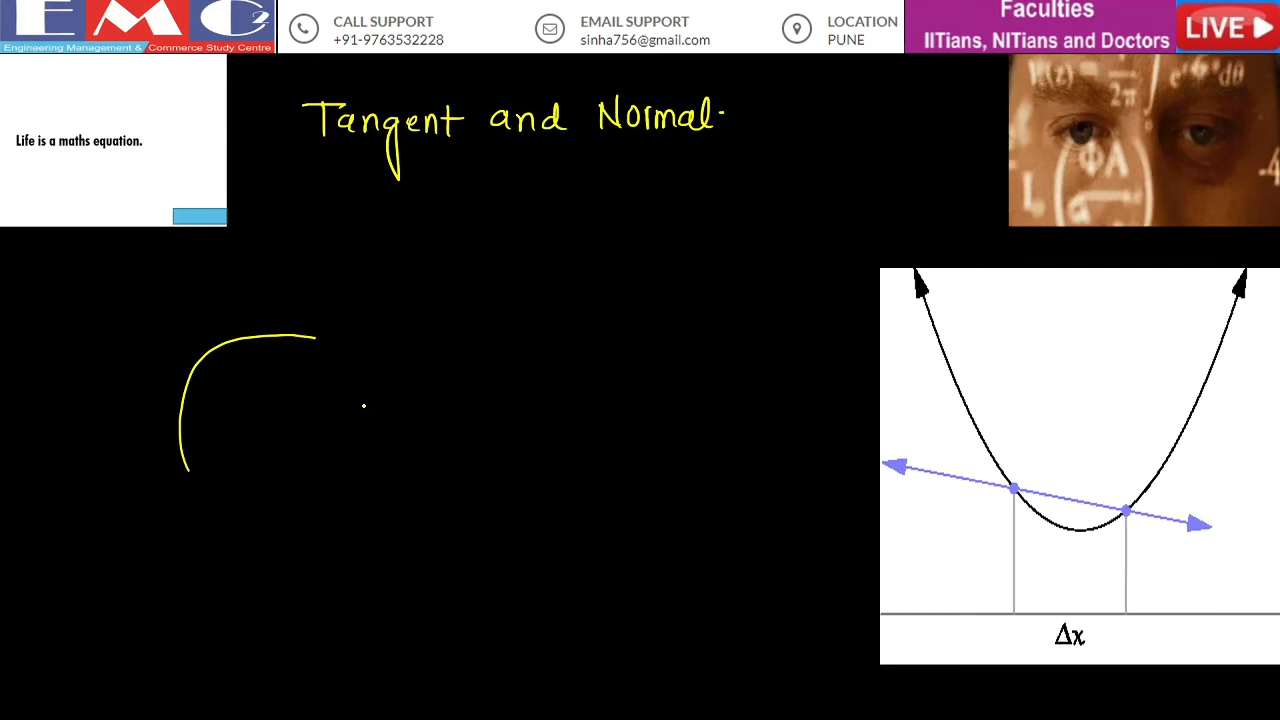 EMC2
Engineering Management & Commerce Study Centre
CALL SUPPORT
+91-9763532228
EMAIL SUPPORT
sinha756@gmail.com
LOCATION
PUNE
Faculties
IITians, NITians and Doctors
LIVE
Life is a maths equation.
Tangent and Normal
Δx